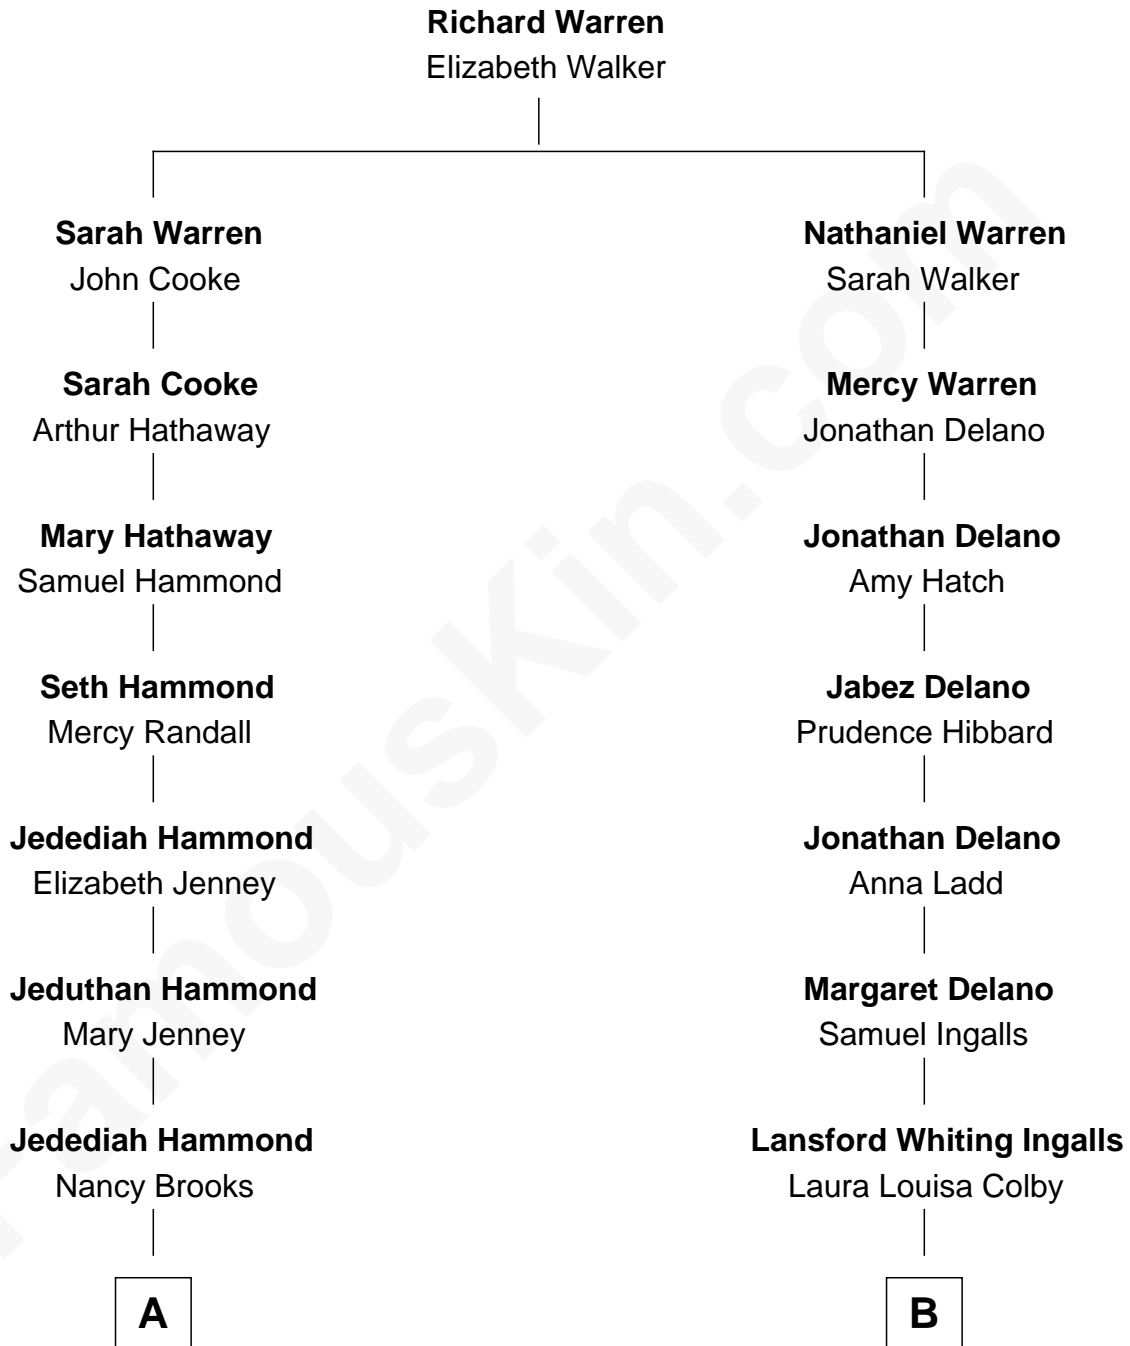 Richard Warren
Elizabeth Walker
Sarah Warren
John Cooke
Nathaniel Warren
Sarah Walker
Sarah Cooke
Arthur Hathaway
Mercy Warren
Jonathan Delano
Mary Hathaway
Samuel Hammond
Jonathan Delano
Amy Hatch
Seth Hammond
Mercy Randall
Jabez Delano
Prudence Hibbard
Jedediah Hammond
Elizabeth Jenney
Jonathan Delano
Anna Ladd
Jeduthan Hammond
Mary Jenney
Margaret Delano
Samuel Ingalls
Jedediah Hammond
Nancy Brooks
Lansford Whiting Ingalls
Laura Louisa Colby
A
B
FamousKin.com